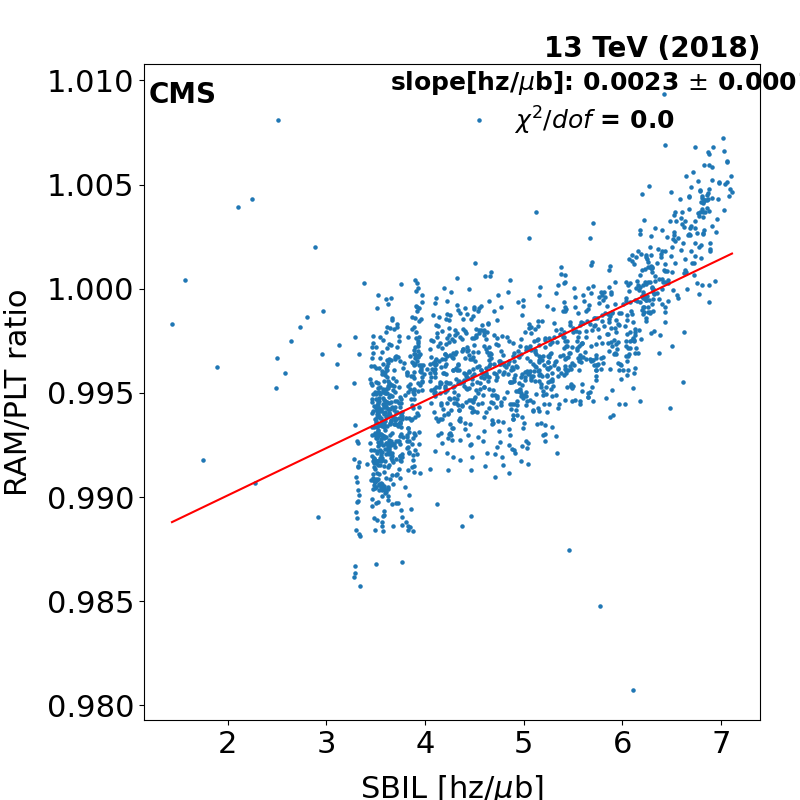 13 TeV (2018)
CMS
slope[hz/μb]: 0.0023 ± 0.000
χ²/dof = 0.0
1.010
1.005
1.000
0.995
0.990
0.985
0.980
RAM/PLT ratio
2 3 4 5 6 7
SBIL [hz/μb]